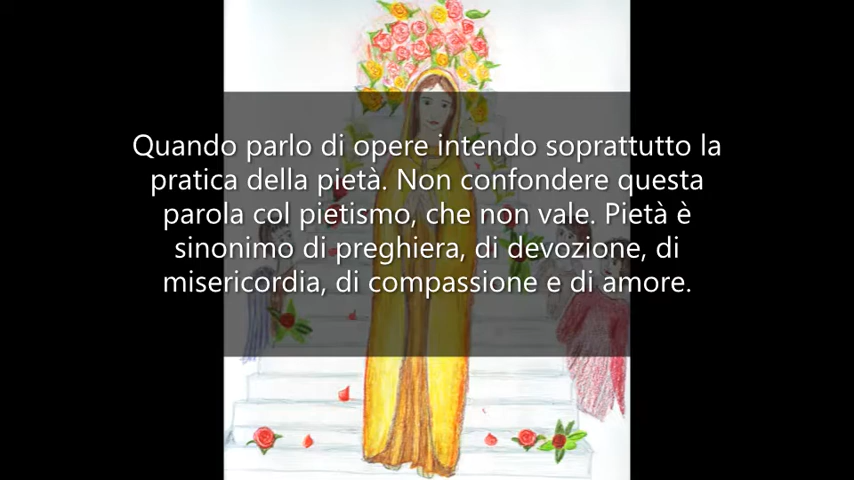 Quando parlo di opere intendo soprattutto la
pratica della pietà. Non confondere questa
parola col pietismo, che non vale. Pietà è
sinonimo di preghiera, di devozione, di
misericordia, di compassione e di amore.